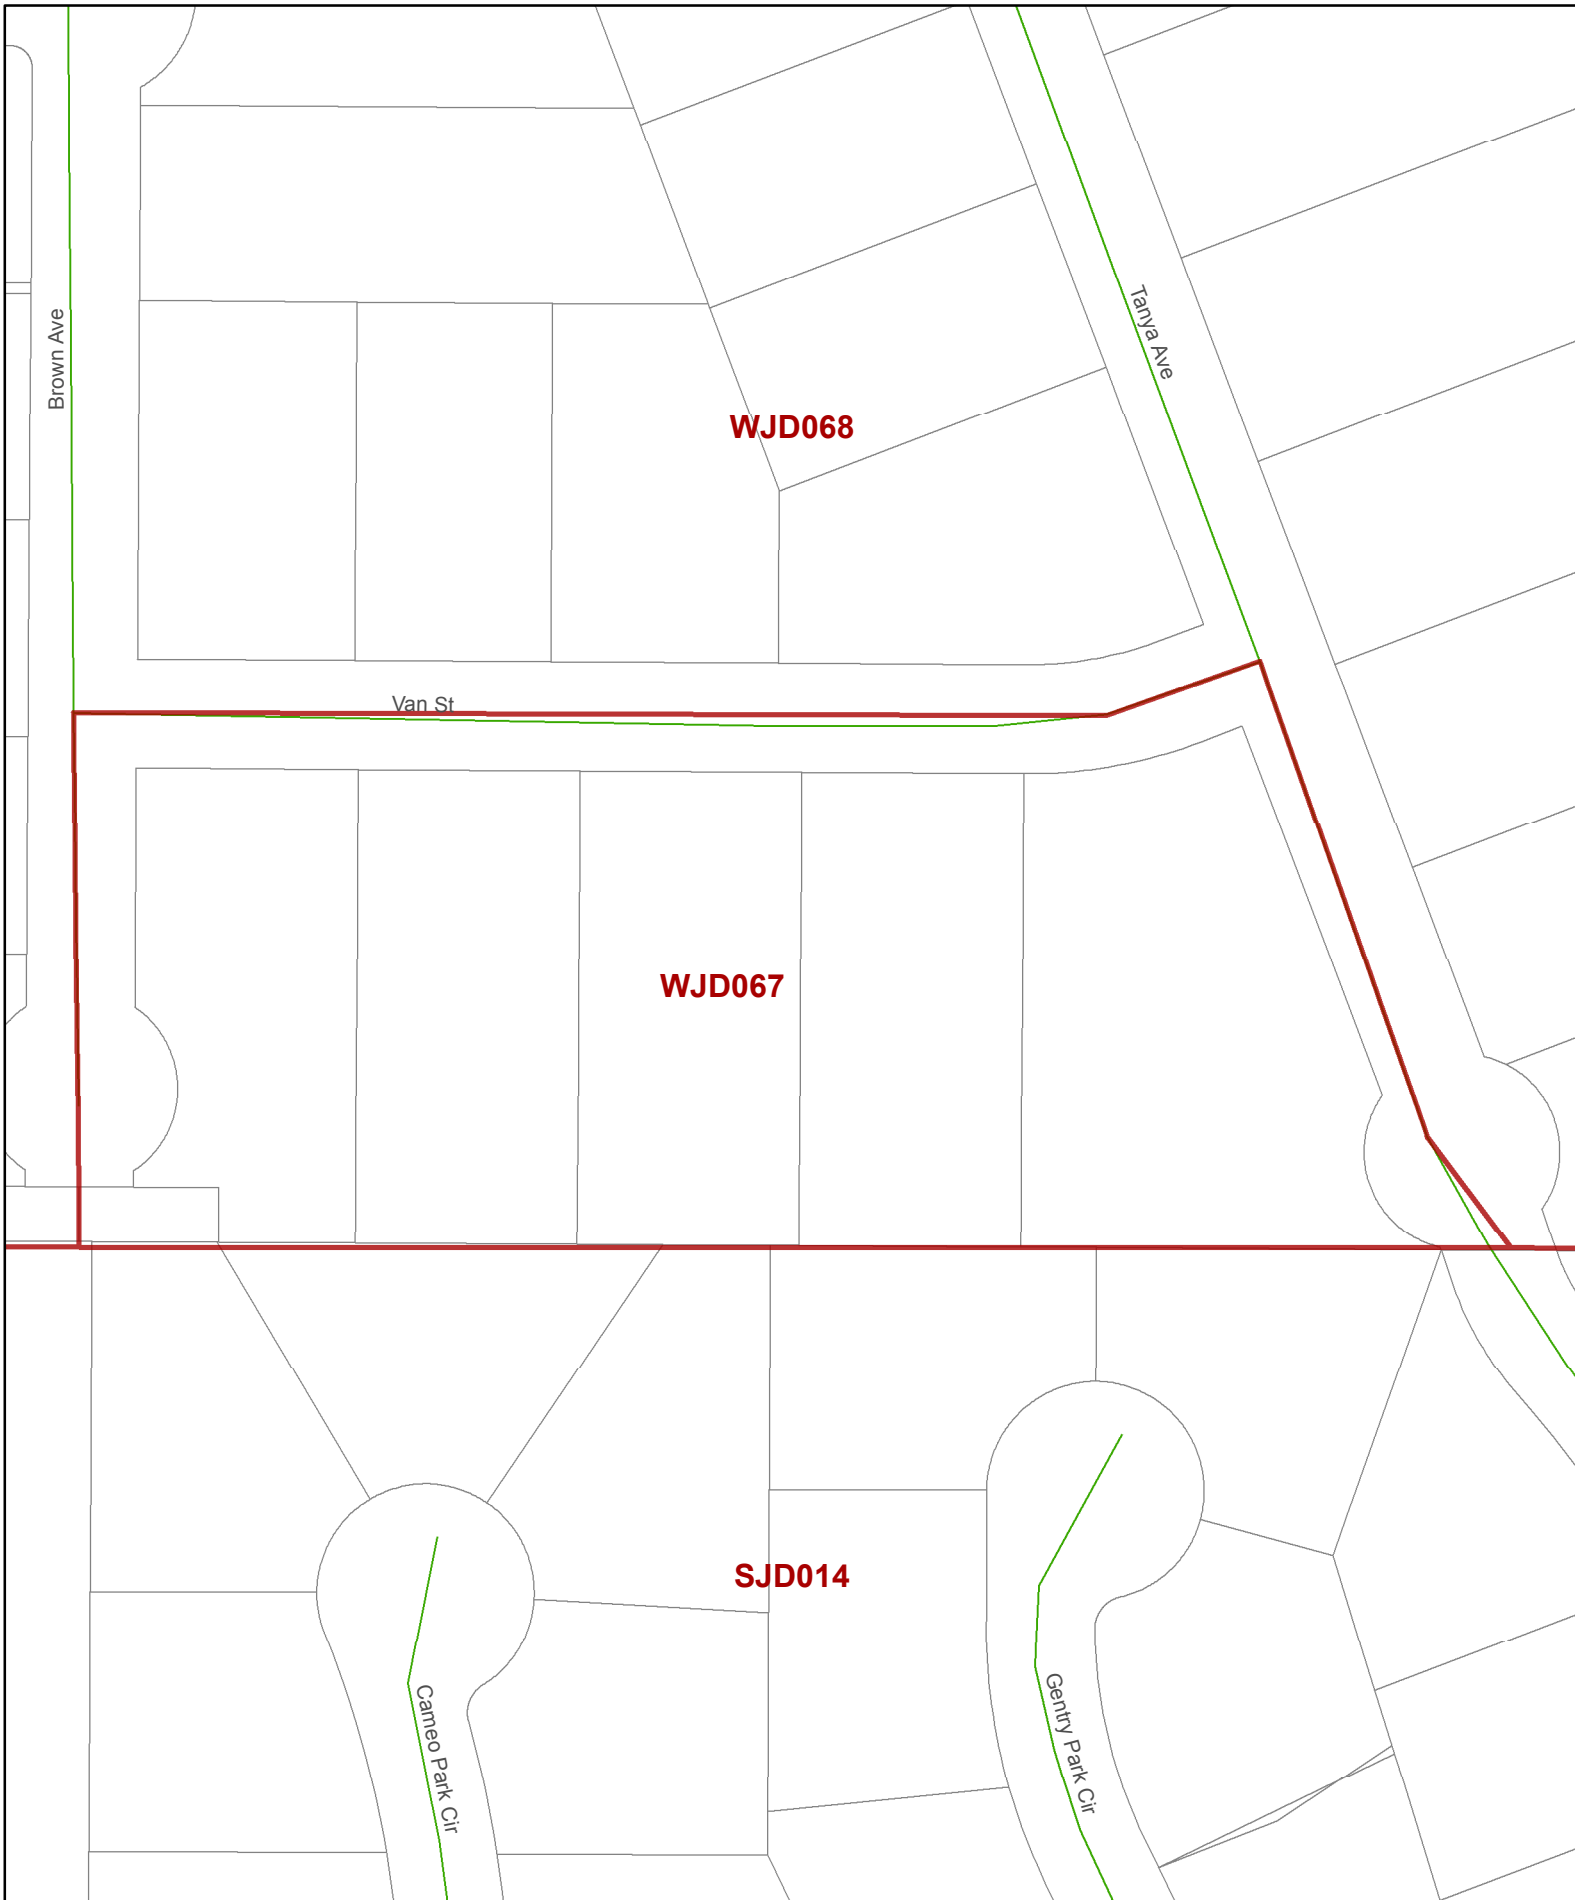 Brown Ave
Tanya Ave
WJD068
Van St
WJD067
SJD014
Cameo Park Cir
Gentry Park Cir